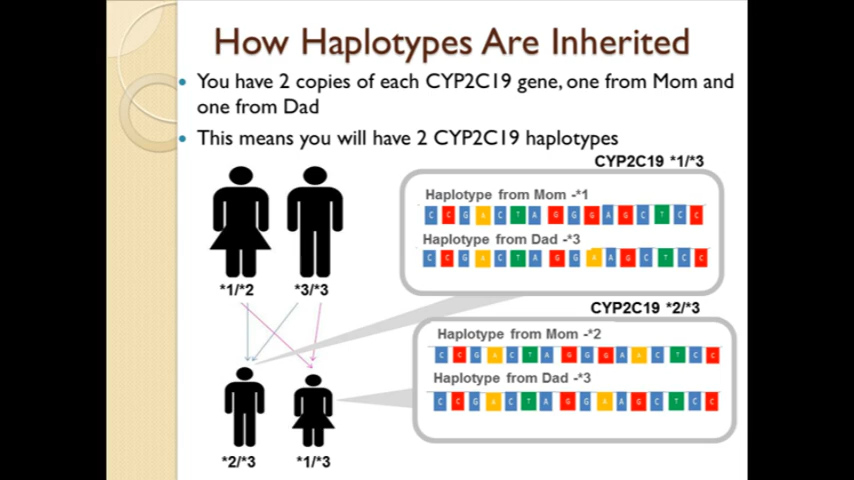 How Haplotypes Are Inherited
• You have 2 copies of each CYP2C19 gene, one from Mom and
one from Dad
• This means you will have 2 CYP2C19 haplotypes
CYP2C19 *1/*3
Haplotype from Mom -*1
C C G A C T A G G G A G C T C C
Haplotype from Dad -*3
C C G A C T A G G A A G C T C C
*1/*2
*3/*3
CYP2C19 *2/*3
Haplotype from Mom -*2
C C G A C T A G G G A A C T C C
Haplotype from Dad -*3
C C G A C T A G G A A G C T C C
*2/*3
*1/*3